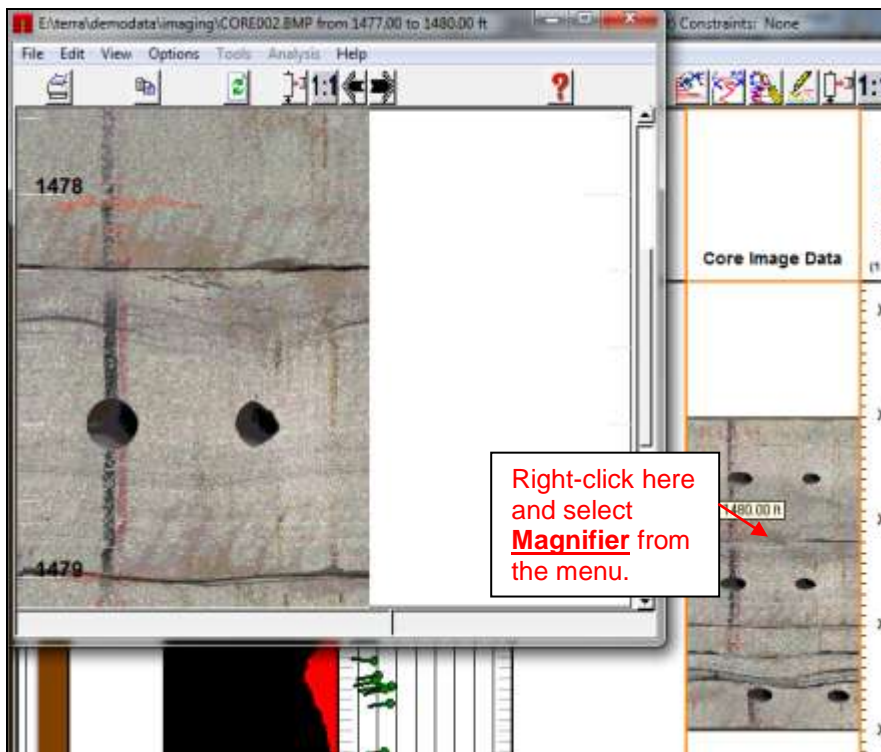 E:\terra\demodata\imaging\CORE002.BMP from 1477.00 to 1480.00 ft
Constraints: None
File Edit View Options Tools Analysis Help
1:1
?
1478
Core Image Data
Right-click here
and select
Magnifier from
the menu.
1480.00 ft
1479